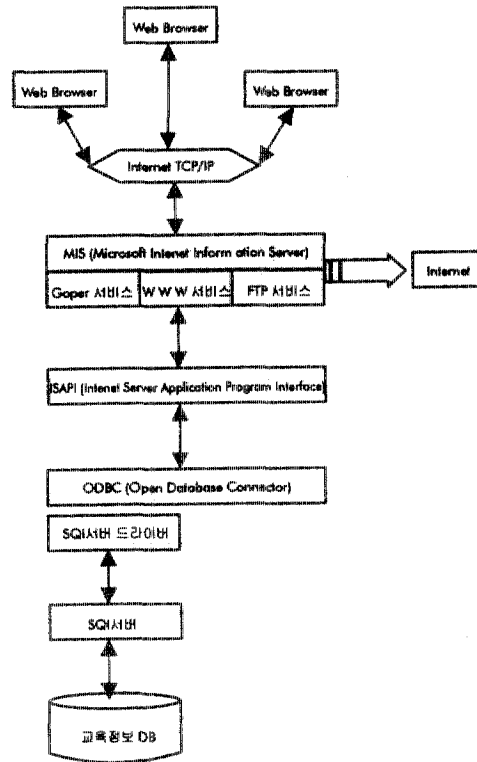 Web Browser
Web Browser
Web Browser
Internet TCP/IP
MIS (Microsoft Intenet Information Server)
Goper 서비스
W W W 서비스
FTP 서비스
Internet
ISAPI (Intenet Server Application Program Interface)
ODBC (Open Database Connector)
SQl서버 드라이버
SQl서버
교육정보 DB